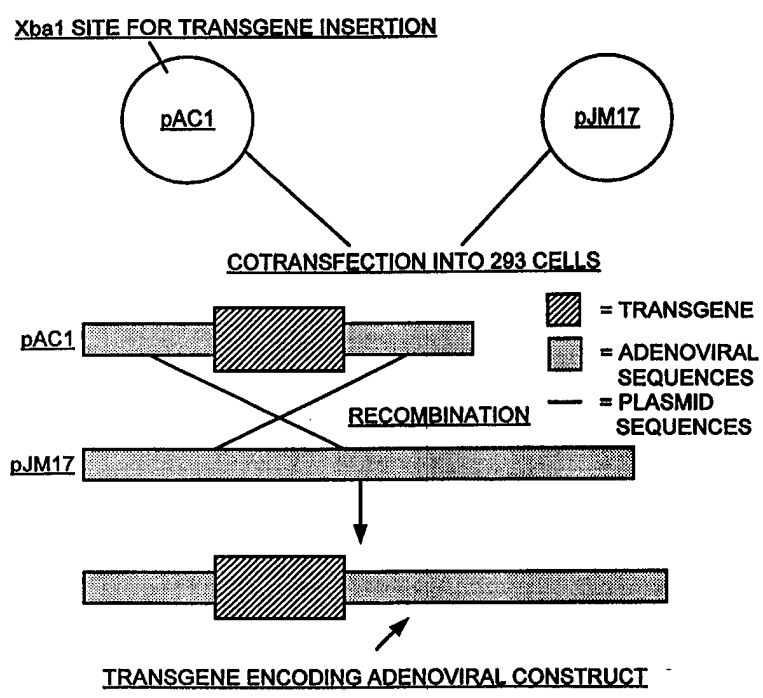 Xba1 SITE FOR TRANSGENE INSERTION
pAC1
pJM17
COTRANSFECTION INTO 293 CELLS
pAC1
= TRANSGENE
= ADENOVIRAL
SEQUENCES
= PLASMID
SEQUENCES
RECOMBINATION
pJM17
TRANSGENE ENCODING ADENOVIRAL CONSTRUCT